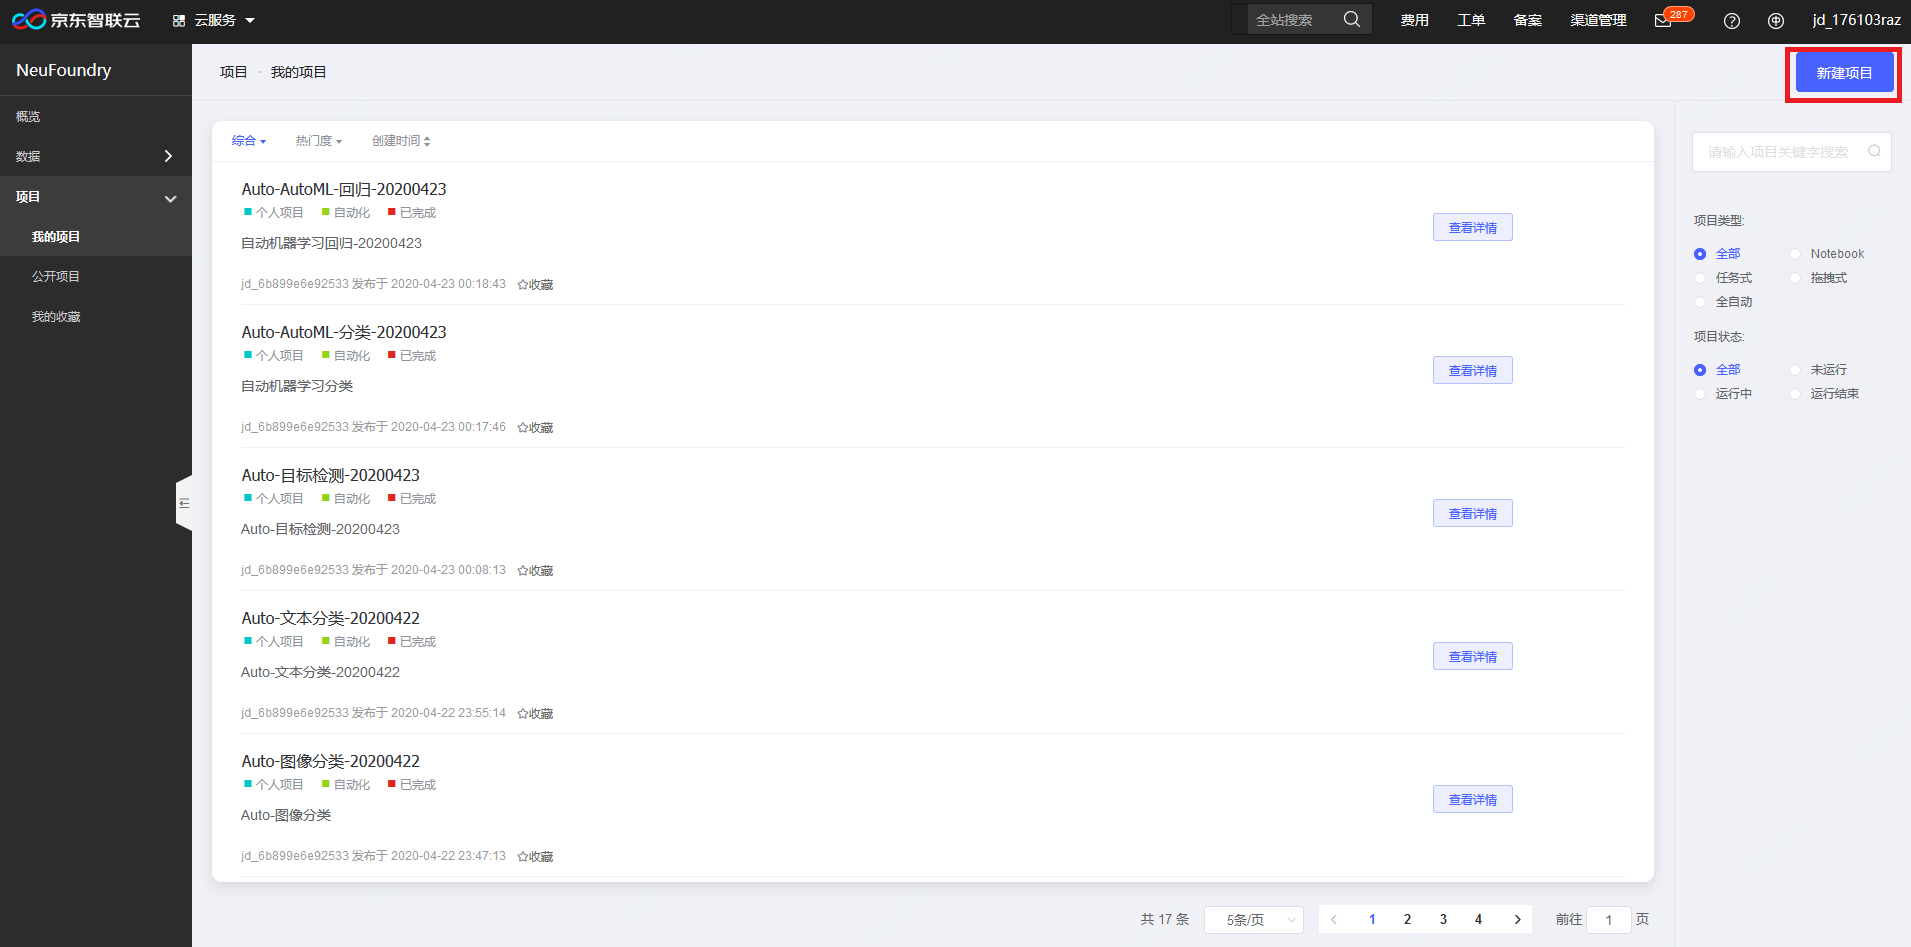 京东智联云 云服务 全站搜索 费用 工单 备案 渠道管理 287 jd_176103raz
NeuFoundry
概览
数据
项目
我的项目
公开项目
我的收藏
项目 · 我的项目 新建项目
综合 热门度 创建时间
Auto-AutoML-回归-20200423
个人项目 自动化 已完成
自动机器学习回归-20200423
查看详情
jd_6b899e6e92533 发布于 2020-04-23 00:18:43 收藏
Auto-AutoML-分类-20200423
个人项目 自动化 已完成
自动机器学习分类
查看详情
jd_6b899e6e92533 发布于 2020-04-23 00:17:46 收藏
Auto-目标检测-20200423
个人项目 自动化 已完成
Auto-目标检测-20200423
查看详情
jd_6b899e6e92533 发布于 2020-04-23 00:08:13 收藏
Auto-文本分类-20200422
个人项目 自动化 已完成
Auto-文本分类-20200422
查看详情
jd_6b899e6e92533 发布于 2020-04-22 23:55:14 收藏
Auto-图像分类-20200422
个人项目 自动化 已完成
Auto-图像分类
查看详情
jd_6b899e6e92533 发布于 2020-04-22 23:47:13 收藏
共 17 条 5条/页 1 2 3 4 前往 1 页
请输入项目关键字搜索
项目类型:
全部 Notebook
任务式 拖拽式
全自动
项目状态:
全部 未运行
运行中 运行结束